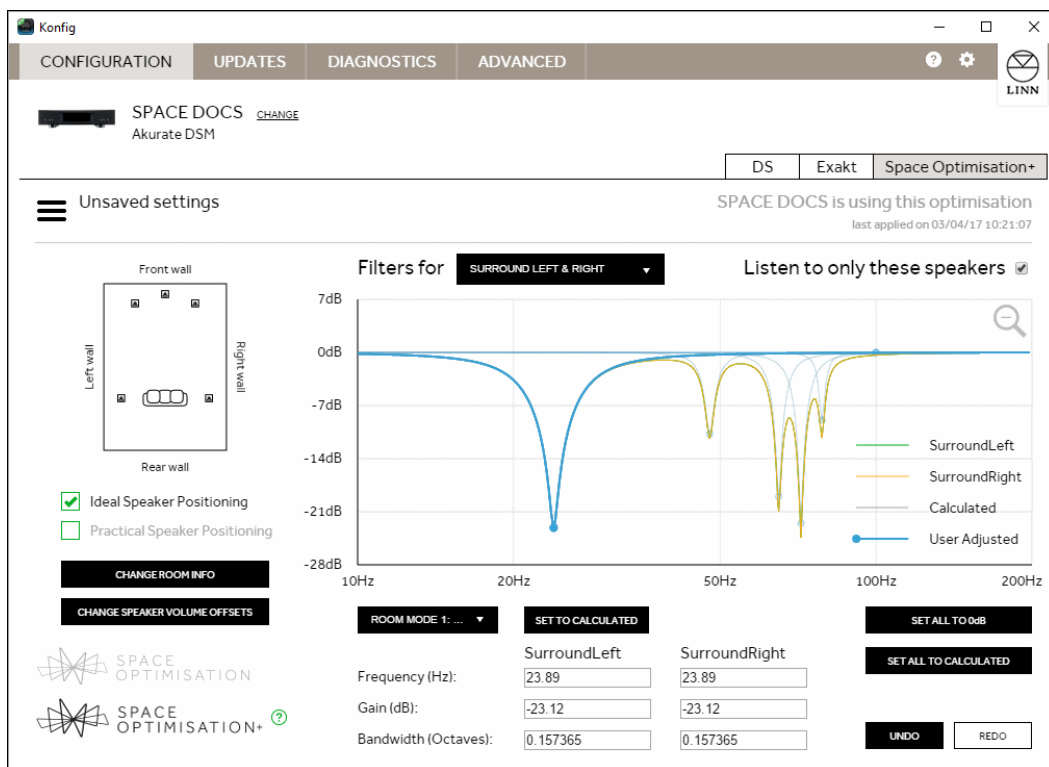 Konfig
CONFIGURATION UPDATES DIAGNOSTICS ADVANCED ?
LINN
SPACE DOCS CHANGE
Akurate DSM
DS Exakt Space Optimisation+
Unsaved settings
SPACE DOCS is using this optimisation
last applied on 03/04/17 10:21:07
Front wall
Left wall
Right wall
Rear wall
Ideal Speaker Positioning
Practical Speaker Positioning
CHANGE ROOM INFO
CHANGE SPEAKER VOLUME OFFSETS
SPACE
OPTIMISATION
SPACE
OPTIMISATION+ ?
Filters for SURROUND LEFT & RIGHT
Listen to only these speakers
7dB
0dB
-7dB
-14dB
-21dB
-28dB
10Hz 20Hz 50Hz 100Hz 200Hz
SurroundLeft
SurroundRight
Calculated
User Adjusted
ROOM MODE 1: ... SET TO CALCULATED
SurroundLeft SurroundRight
Frequency (Hz): 23.89 23.89
Gain (dB): -23.12 -23.12
Bandwidth (Octaves): 0.157365 0.157365
SET ALL TO 0dB
SET ALL TO CALCULATED
UNDO REDO